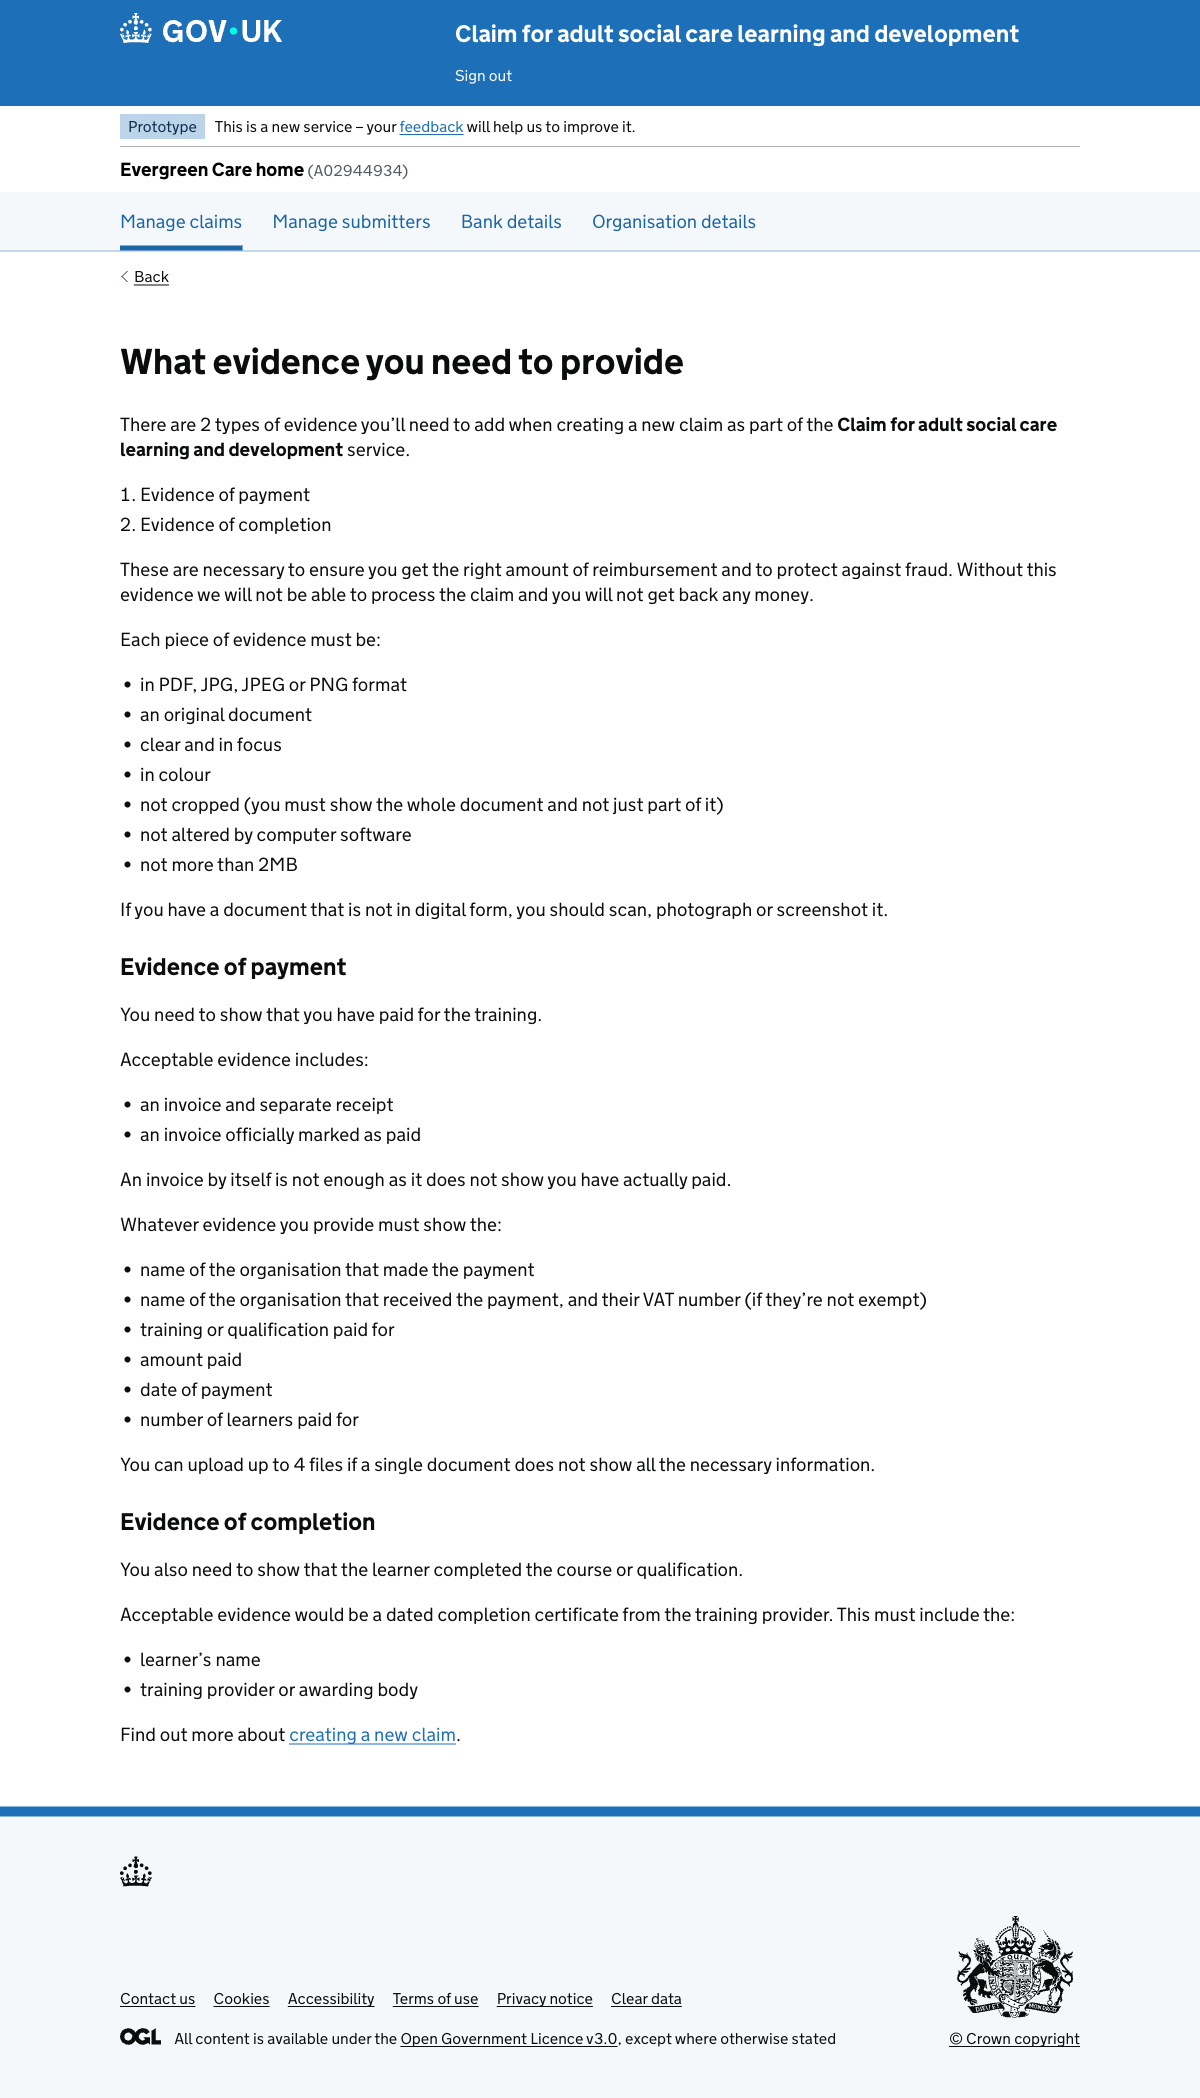 GOV·UK
Claim for adult social care learning and development
Sign out
Prototype This is a new service – your feedback will help us to improve it.
Evergreen Care home (A02944934)
Manage claims Manage submitters Bank details Organisation details
Back
What evidence you need to provide
There are 2 types of evidence you’ll need to add when creating a new claim as part of the Claim for adult social care
learning and development service.
1. Evidence of payment
2. Evidence of completion
These are necessary to ensure you get the right amount of reimbursement and to protect against fraud. Without this
evidence we will not be able to process the claim and you will not get back any money.
Each piece of evidence must be:
• in PDF, JPG, JPEG or PNG format
• an original document
• clear and in focus
• in colour
• not cropped (you must show the whole document and not just part of it)
• not altered by computer software
• not more than 2MB
If you have a document that is not in digital form, you should scan, photograph or screenshot it.
Evidence of payment
You need to show that you have paid for the training.
Acceptable evidence includes:
• an invoice and separate receipt
• an invoice officially marked as paid
An invoice by itself is not enough as it does not show you have actually paid.
Whatever evidence you provide must show the:
• name of the organisation that made the payment
• name of the organisation that received the payment, and their VAT number (if they’re not exempt)
• training or qualification paid for
• amount paid
• date of payment
• number of learners paid for
You can upload up to 4 files if a single document does not show all the necessary information.
Evidence of completion
You also need to show that the learner completed the course or qualification.
Acceptable evidence would be a dated completion certificate from the training provider. This must include the:
• learner’s name
• training provider or awarding body
Find out more about creating a new claim.
Contact us Cookies Accessibility Terms of use Privacy notice Clear data
OGL All content is available under the Open Government Licence v3.0, except where otherwise stated
© Crown copyright